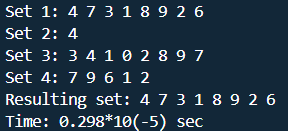 Set 1: 4 7 3 1 8 9 2 6
Set 2: 4
Set 3: 3 4 1 0 2 8 9 7
Set 4: 7 9 6 1 2
Resulting set: 4 7 3 1 8 9 2 6
Time: 0.298*10(-5) sec